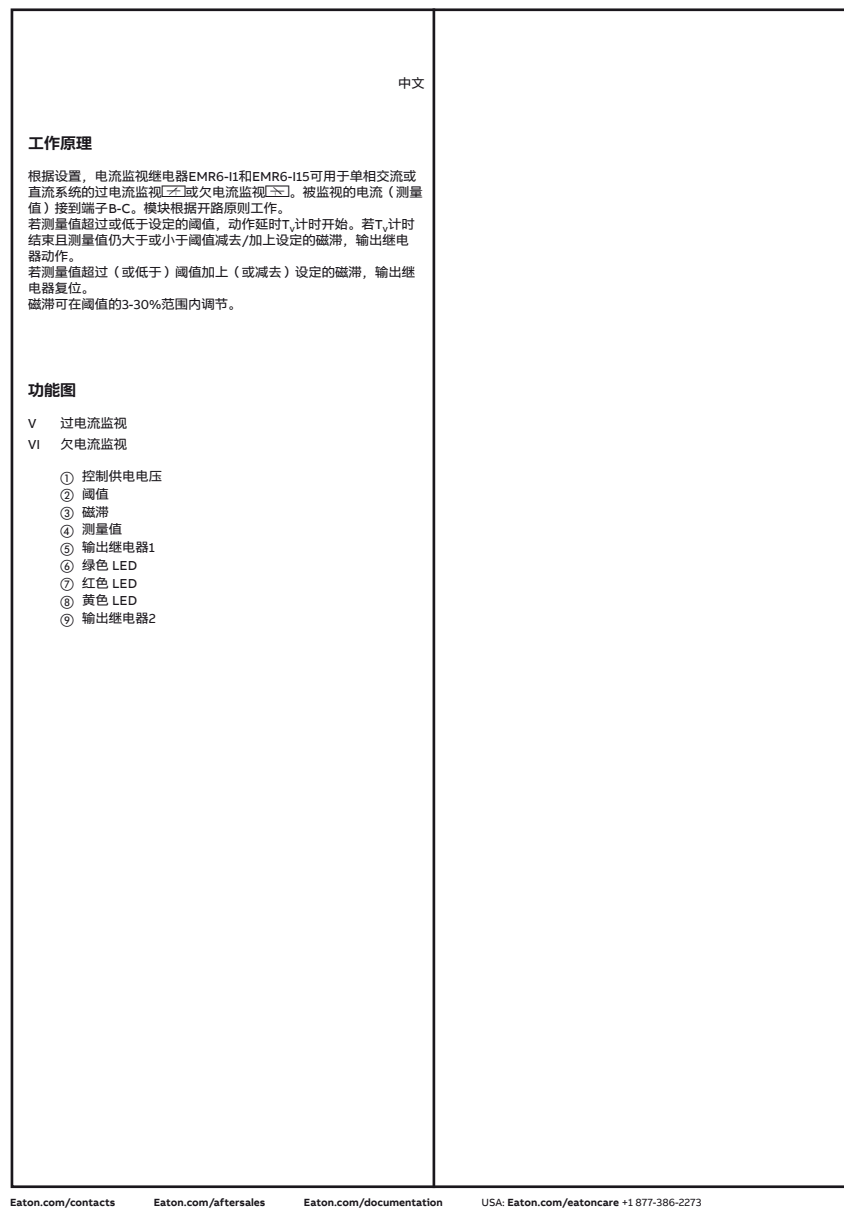 中文
工作原理
根据设置，电流监视继电器EMR6-I1和EMR6-I15可用于单相交流或
直流系统的过电流监视或欠电流监视。被监视的电流（测量
值）接到端子B-C。模块根据开路原则工作。
若测量值超过或低于设定的阈值，动作延时Tv计时开始。若Tv计时
结束且测量值仍大于或小于阈值减去/加上设定的磁滞，输出继电
器动作。
若测量值超过（或低于）阈值加上（或减去）设定的磁滞，输出继
电器复位。
磁滞可在阈值的3-30%范围内调节。
功能图
V 过电流监视
VI 欠电流监视
① 控制供电电压
② 阈值
③ 磁滞
④ 测量值
⑤ 输出继电器1
⑥ 绿色 LED
⑦ 红色 LED
⑧ 黄色 LED
⑨ 输出继电器2
Eaton.com/contacts Eaton.com/aftersales Eaton.com/documentation USA: Eaton.com/eatoncare +1 877-386-2273